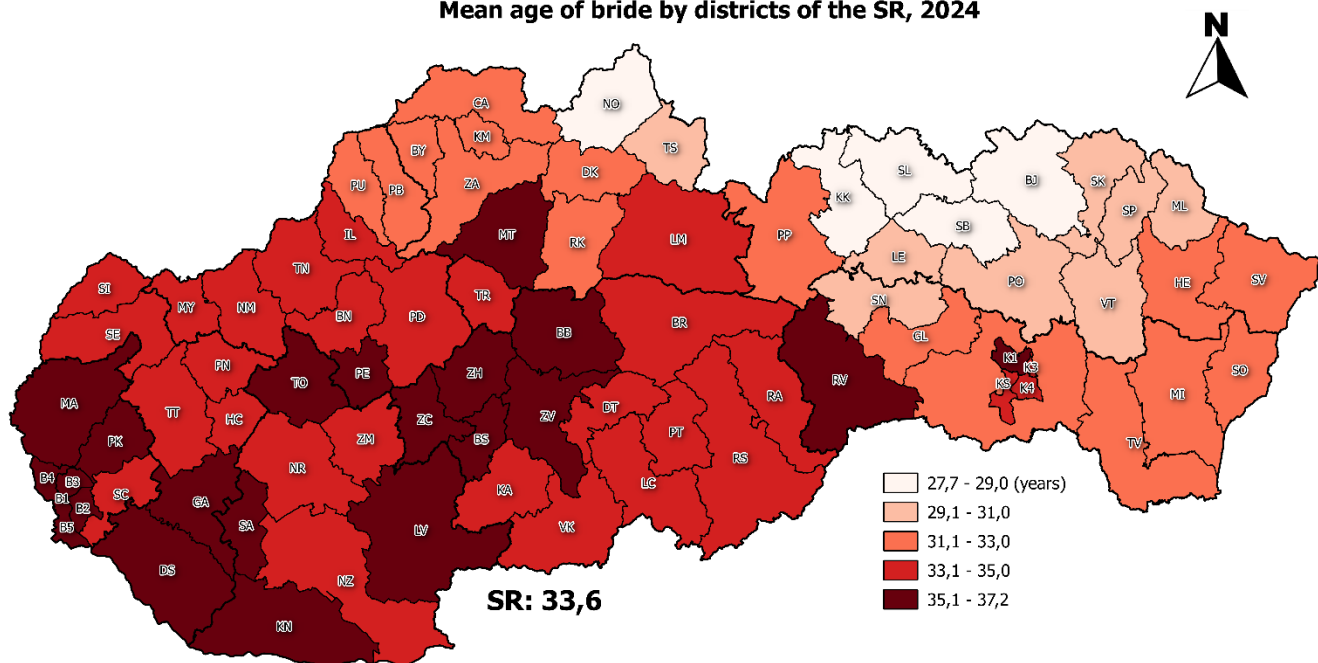 Mean age of bride by districts of the SR, 2024
N
NO
CA
KM
TS
BY
DK
PU
PB
ZA
SL
BJ
SK
KK
SP
ML
SB
MT
RK
LM
PP
IL
LE
TN
PO
VT
HE
SV
SI
SN
MY
NM
TR
BN
PD
BR
SE
GL
BB
PN
K1
K3
TO
PE
ZH
RV
K5
K4
SO
MA
RA
MI
TT
HC
ZC
ZV
DT
PK
ZM
BS
PT
TV
B4
B3
NR
RS
B1
SC
KA
LC
B2
GA
B5
SA
LV
VK
DS
NZ
KN
27,7 - 29,0 (years)
29,1 - 31,0
31,1 - 33,0
33,1 - 35,0
35,1 - 37,2
SR: 33,6